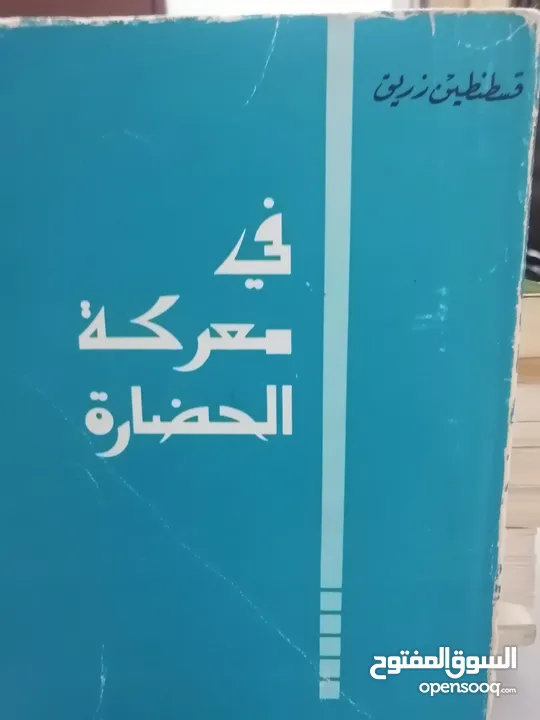 قسطنطين زريق
في
معركة
الحضارة
السوق المفتوح
opensooq.com